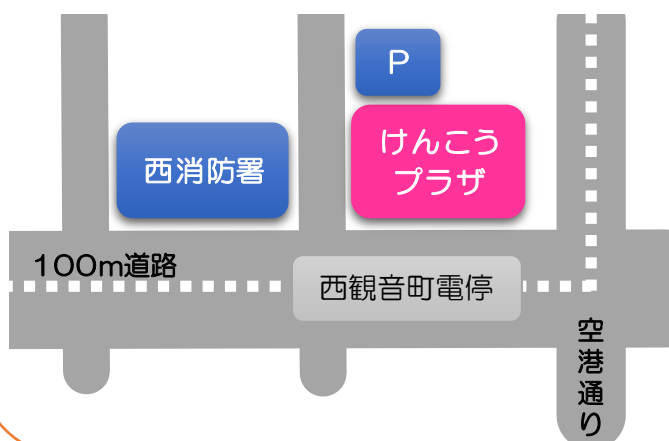 P
けんこう
プラザ
西消防署
１００ｍ道路
西観音町電停
空港通り